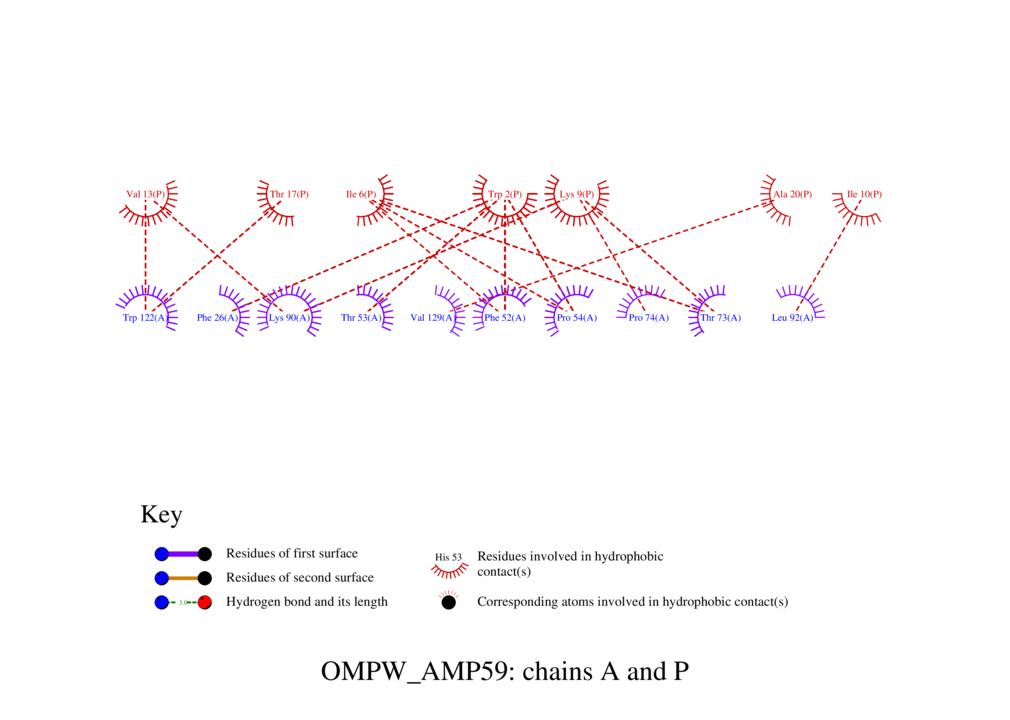 Val 13(P) Thr 17(P) Ile 6(P) Trp 2(P) Lys 9(P) Ala 20(P) Ile 10(P)
Trp 122(A) Phe 26(A) Lys 90(A) Thr 53(A) Val 129(A) Phe 52(A) Pro 54(A) Pro 74(A) Thr 73(A) Leu 92(A)
Key
Residues of first surface
Residues of second surface
3.0 Hydrogen bond and its length
His 53 Residues involved in hydrophobic
contact(s)
Corresponding atoms involved in hydrophobic contact(s)
OMPW_AMP59: chains A and P